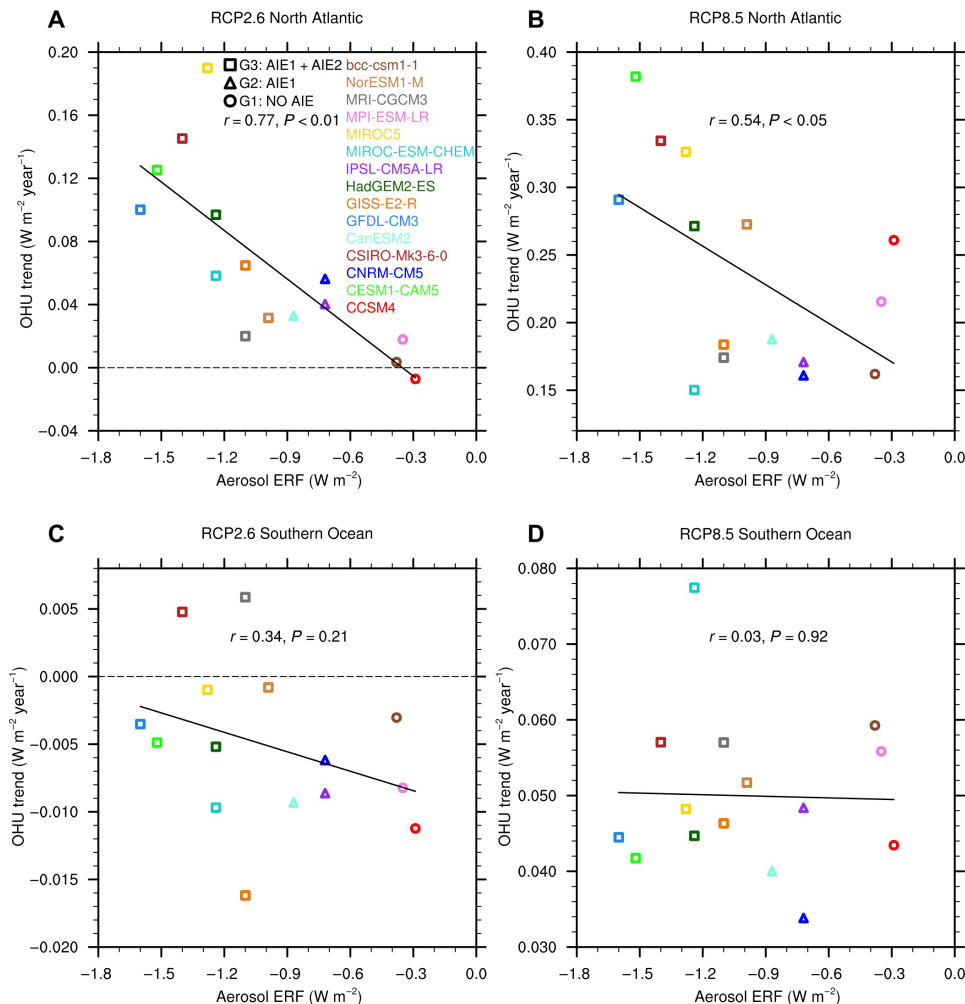 A
RCP2.6 North Atlantic
OHU trend (W m⁻² year⁻¹)
0.20
0.16
0.12
0.08
0.04
0.00
−0.04
G3: AIE1 + AIE2
G2: AIE1
G1: NO AIE
r = 0.77, P < 0.01
bcc-csm1-1
NorESM1-M
MRI-CGCM3
MPI-ESM-LR
MIROC5
MIROC-ESM-CHEM
IPSL-CM5A-LR
HadGEM2-ES
GISS-E2-R
GFDL-CM3
CanESM2
CSIRO-Mk3-6-0
CNRM-CM5
CESM1-CAM5
CCSM4
−1.8 −1.5 −1.2 −0.9 −0.6 −0.3 0.0
Aerosol ERF (W m⁻²)
B
RCP8.5 North Atlantic
OHU trend (W m⁻² year⁻¹)
0.40
0.35
0.30
0.25
0.20
0.15
r = 0.54, P < 0.05
−1.8 −1.5 −1.2 −0.9 −0.6 −0.3 0.0
Aerosol ERF (W m⁻²)
C
RCP2.6 Southern Ocean
OHU trend (W m⁻² year⁻¹)
0.005
0.000
−0.005
−0.010
−0.015
−0.020
r = 0.34, P = 0.21
−1.8 −1.5 −1.2 −0.9 −0.6 −0.3 0.0
Aerosol ERF (W m⁻²)
D
RCP8.5 Southern Ocean
OHU trend (W m⁻² year⁻¹)
0.080
0.070
0.060
0.050
0.040
0.030
r = 0.03, P = 0.92
−1.8 −1.5 −1.2 −0.9 −0.6 −0.3 0.0
Aerosol ERF (W m⁻²)